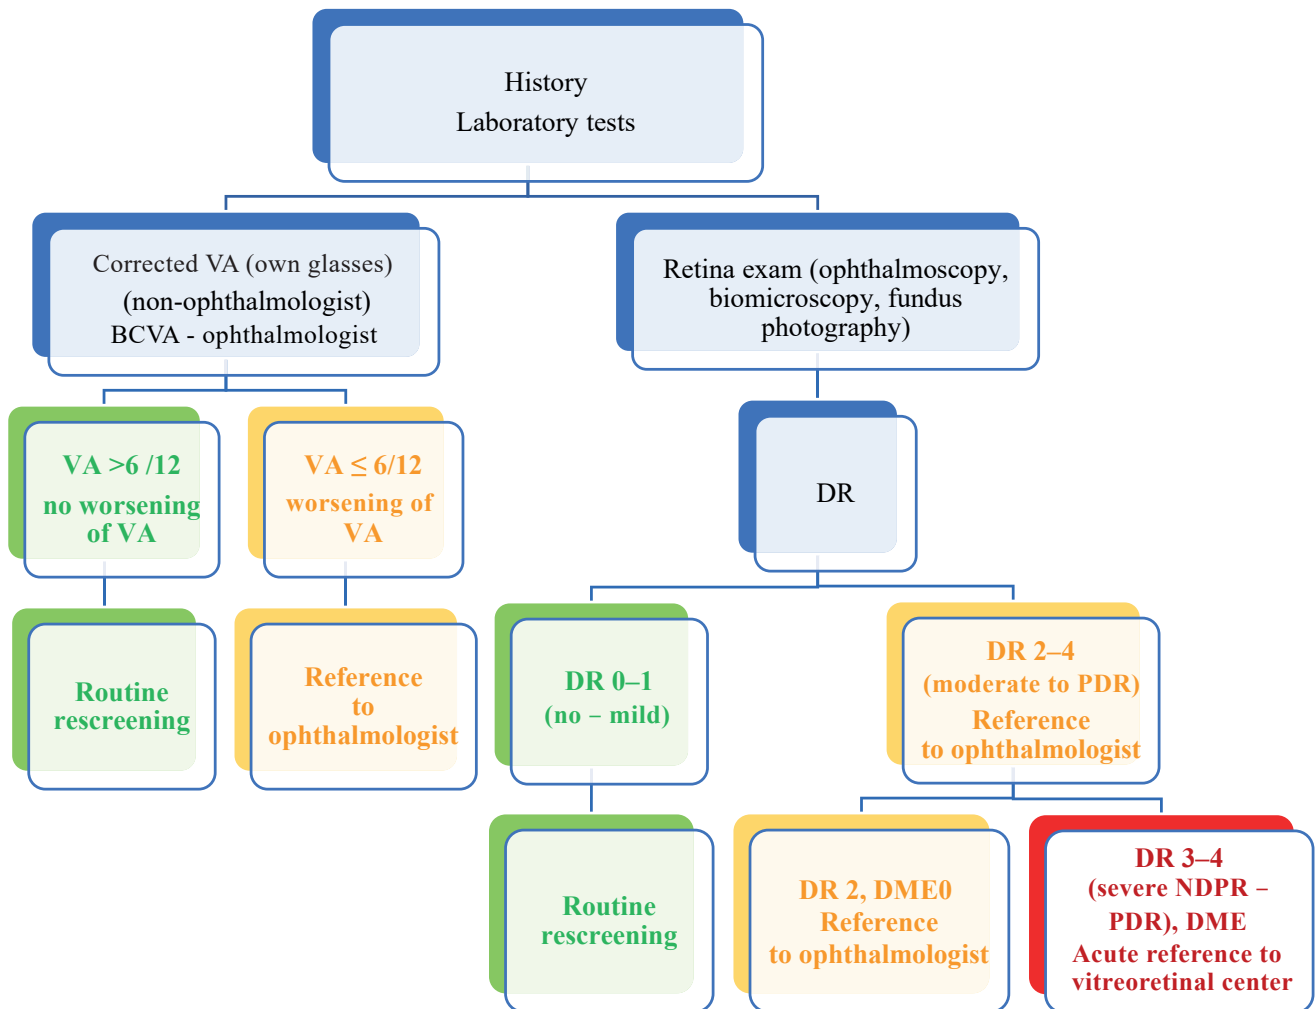 History
Laboratory tests
Corrected VA (own glasses)
(non-ophthalmologist)
BCVA - ophthalmologist
Retina exam (ophthalmoscopy,
biomicroscopy, fundus
photography)
VA >6 /12
no worsening
of VA
VA ≤ 6/12
worsening of
VA
DR
Routine
rescreening
Reference
to
ophthalmologist
DR 0–1
(no – mild)
DR 2–4
(moderate to PDR)
Reference
to ophthalmologist
Routine
rescreening
DR 2, DME0
Reference
to ophthalmologist
DR 3–4
(severe NDPR –
PDR), DME
Acute reference to
vitreoretinal center